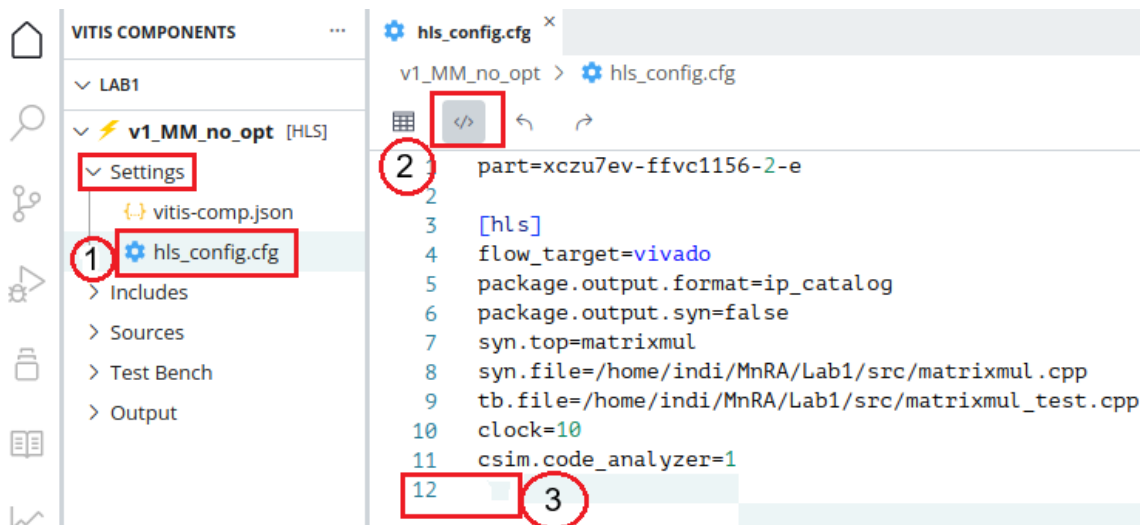 VITIS COMPONENTS ...
LAB1
v1_MM_no_opt [HLS]
Settings
{..} vitis-comp.json
1 hls_config.cfg
Includes
Sources
Test Bench
Output
hls_config.cfg ×
v1_MM_no_opt > hls_config.cfg
</>
2
1 part=xczu7ev-ffvc1156-2-e
2
3 [hls]
4 flow_target=vivado
5 package.output.format=ip_catalog
6 package.output.syn=false
7 syn.top=matrixmul
8 syn.file=/home/indi/MnRA/Lab1/src/matrixmul.cpp
9 tb.file=/home/indi/MnRA/Lab1/src/matrixmul_test.cpp
10 clock=10
11 csim.code_analyzer=1
12
3